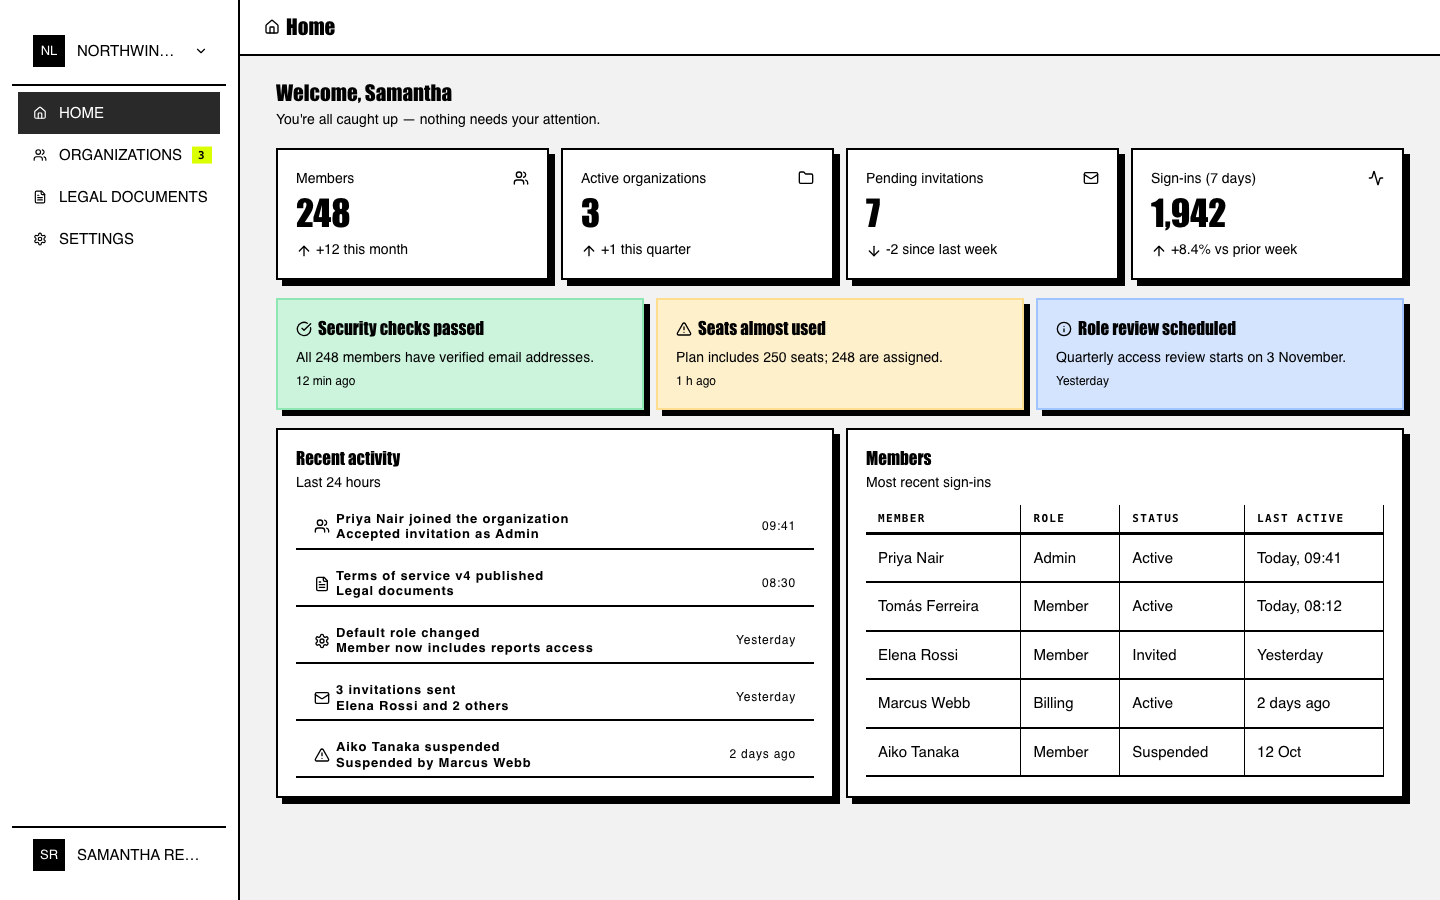 NL
NORTHWIN...
HOME
ORGANIZATIONS
3
LEGAL DOCUMENTS
SETTINGS
SR
SAMANTHA RE...
Home
Welcome, Samantha
You're all caught up — nothing needs your attention.
Members
248
+12 this month
Active organizations
3
+1 this quarter
Pending invitations
7
-2 since last week
Sign-ins (7 days)
1,942
+8.4% vs prior week
Security checks passed
All 248 members have verified email addresses.
12 min ago
Seats almost used
Plan includes 250 seats; 248 are assigned.
1 h ago
Role review scheduled
Quarterly access review starts on 3 November.
Yesterday
Recent activity
Last 24 hours
Priya Nair joined the organization
Accepted invitation as Admin
09:41
Terms of service v4 published
Legal documents
08:30
Default role changed
Member now includes reports access
Yesterday
3 invitations sent
Elena Rossi and 2 others
Yesterday
Aiko Tanaka suspended
Suspended by Marcus Webb
2 days ago
Members
Most recent sign-ins
MEMBER ROLE STATUS LAST ACTIVE
Priya Nair Admin Active Today, 09:41
Tomás Ferreira Member Active Today, 08:12
Elena Rossi Member Invited Yesterday
Marcus Webb Billing Active 2 days ago
Aiko Tanaka Member Suspended 12 Oct